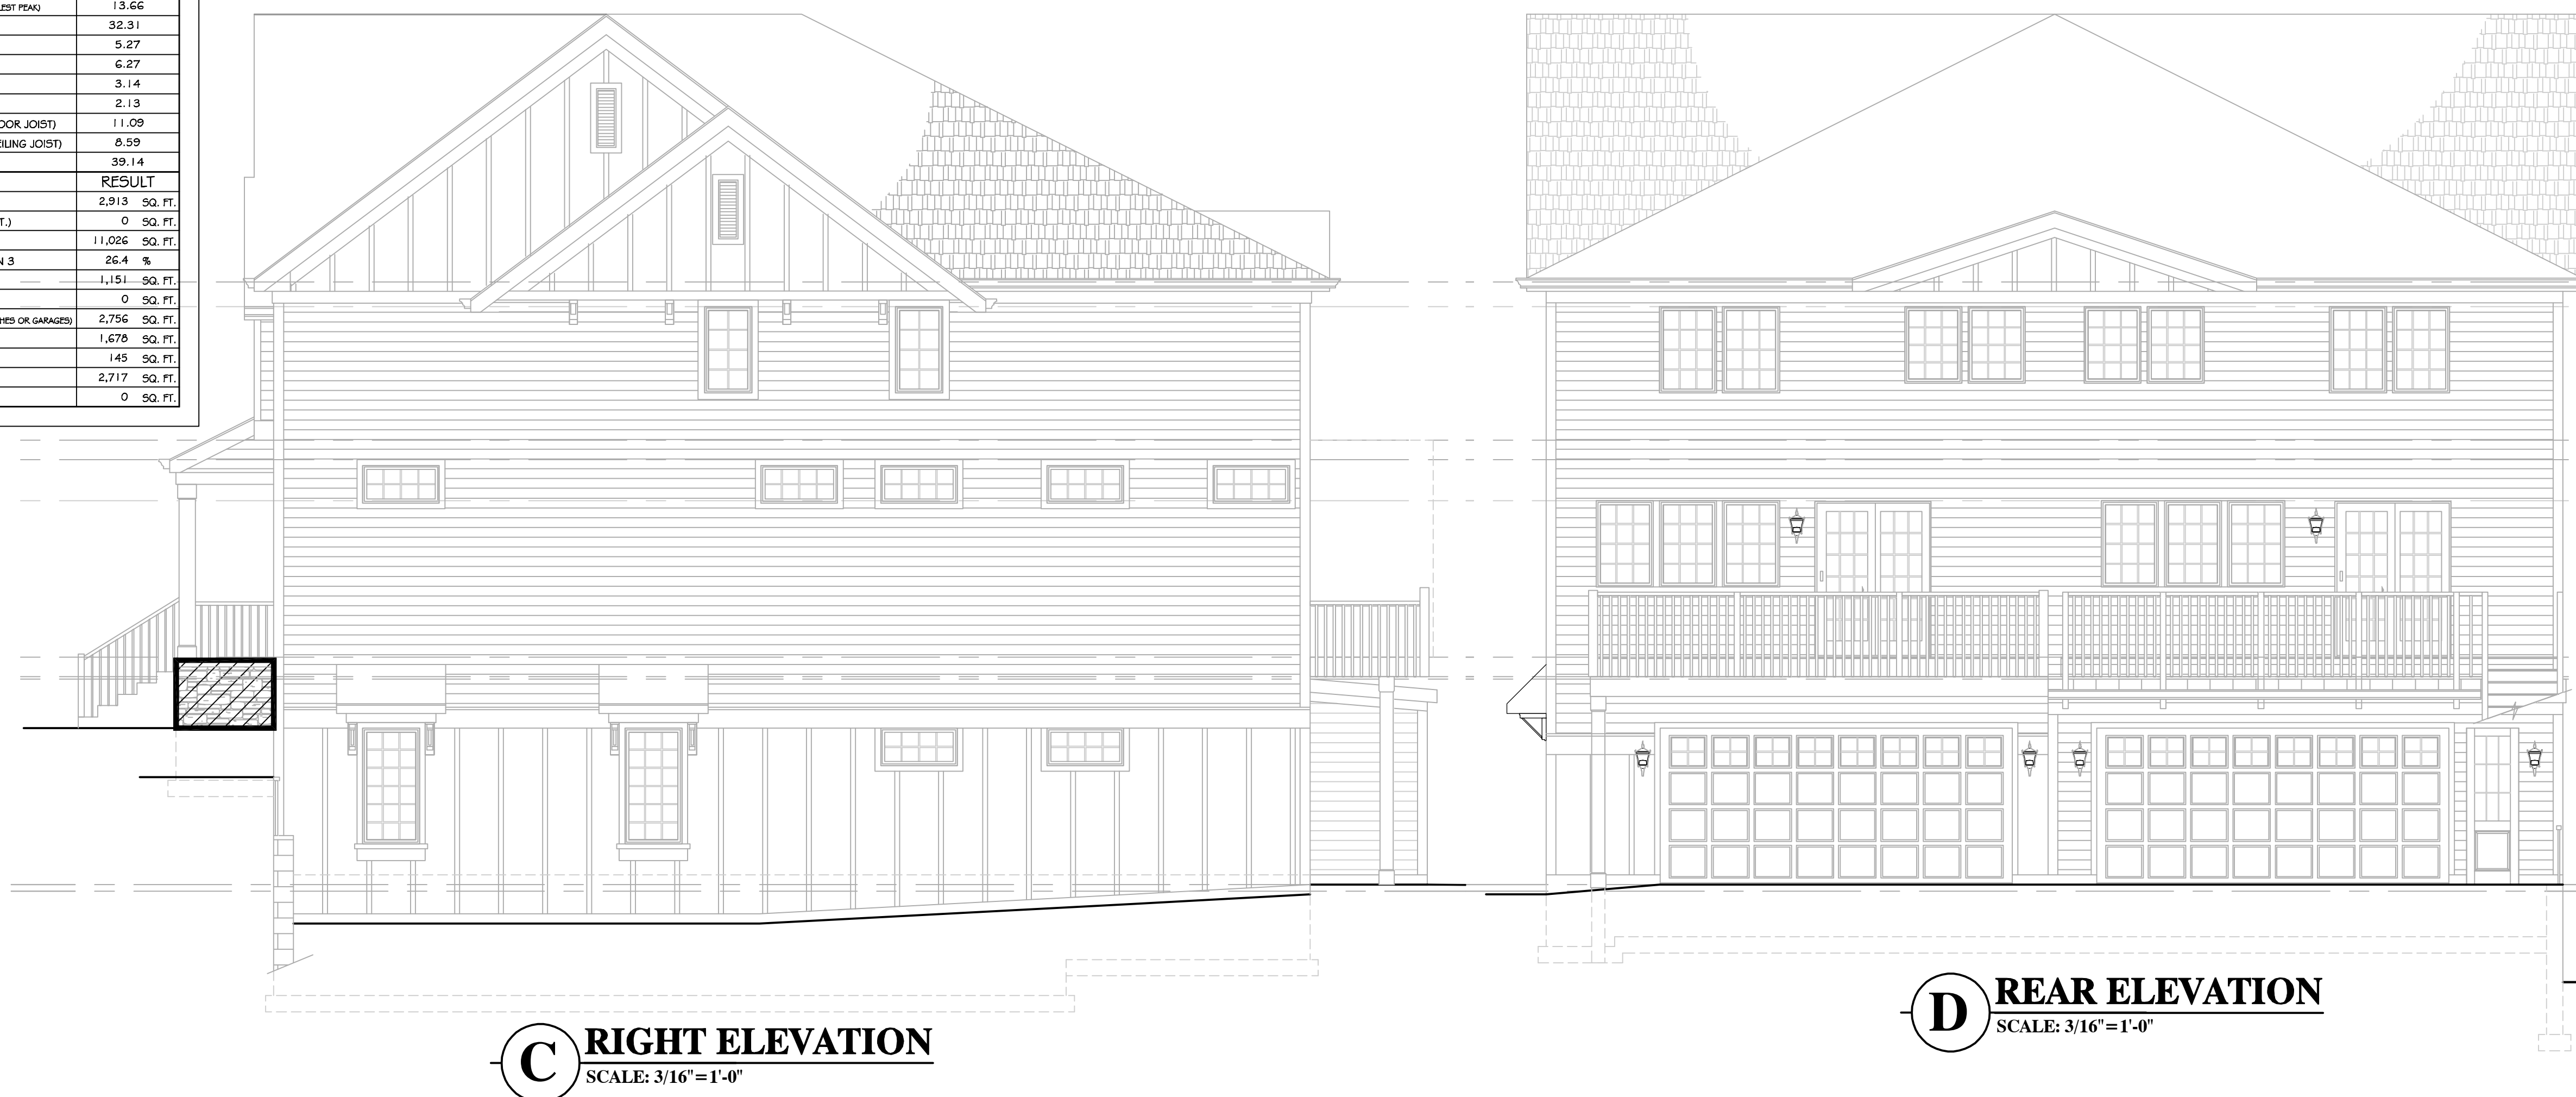 EST PEAK) 13.66
32.31
5.27
6.27
3.14
2.13
OOR JOIST) 11.09
EILING JOIST) 8.59
39.14
RESULT
2,913 SQ. FT.
T.) 0 SQ. FT.
11,026 SQ. FT.
N 3 26.4 %
1,151 SQ. FT.
0 SQ. FT.
HES OR GARAGES) 2,756 SQ. FT.
1,678 SQ. FT.
145 SQ. FT.
2,717 SQ. FT.
0 SQ. FT.
C RIGHT ELEVATION
SCALE: 3/16"=1'-0"
D REAR ELEVATION
SCALE: 3/16"=1'-0"